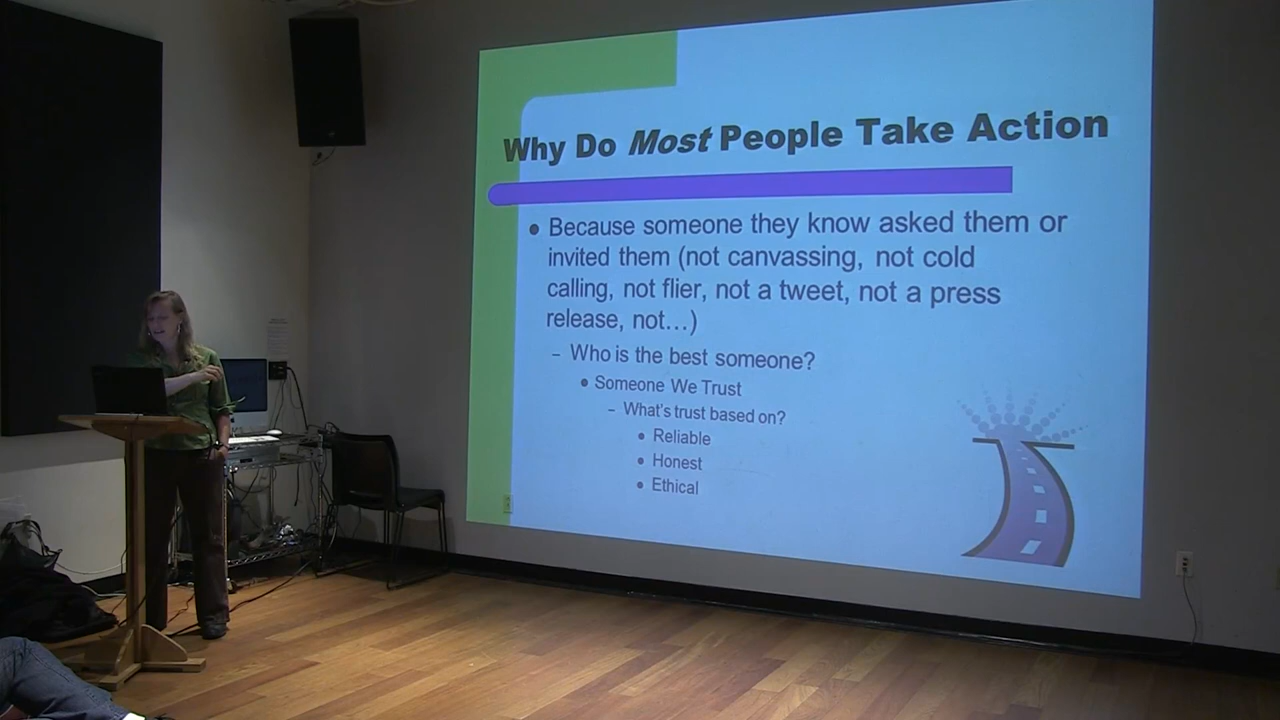 Why Do Most People Take Action
• Because someone they know asked them or
invited them (not canvassing, not cold
calling, not flier, not a tweet, not a press
release, not…)
– Who is the best someone?
• Someone We Trust
– What's trust based on?
• Reliable
• Honest
• Ethical